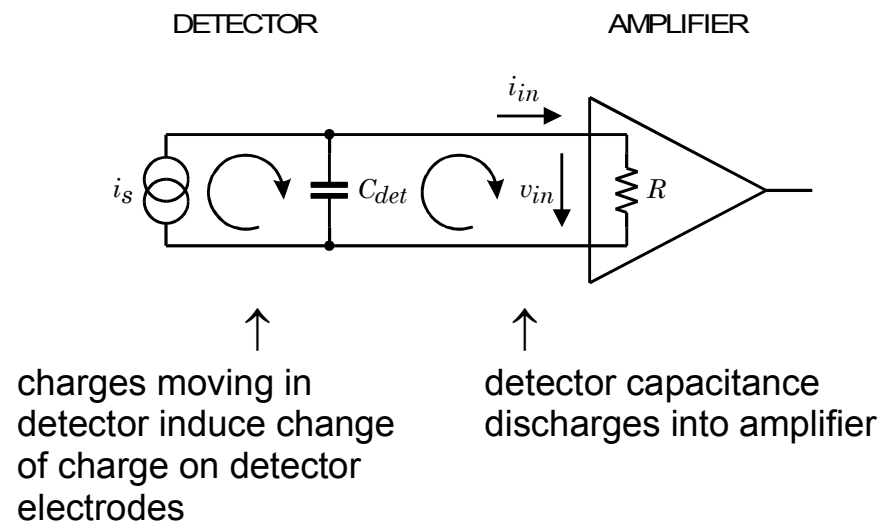 DETECTOR AMPLIFIER
i_in
i_s
C_det
v_in
R
↑ ↑
charges moving in
detector induce change
of charge on detector
electrodes
detector capacitance
discharges into amplifier